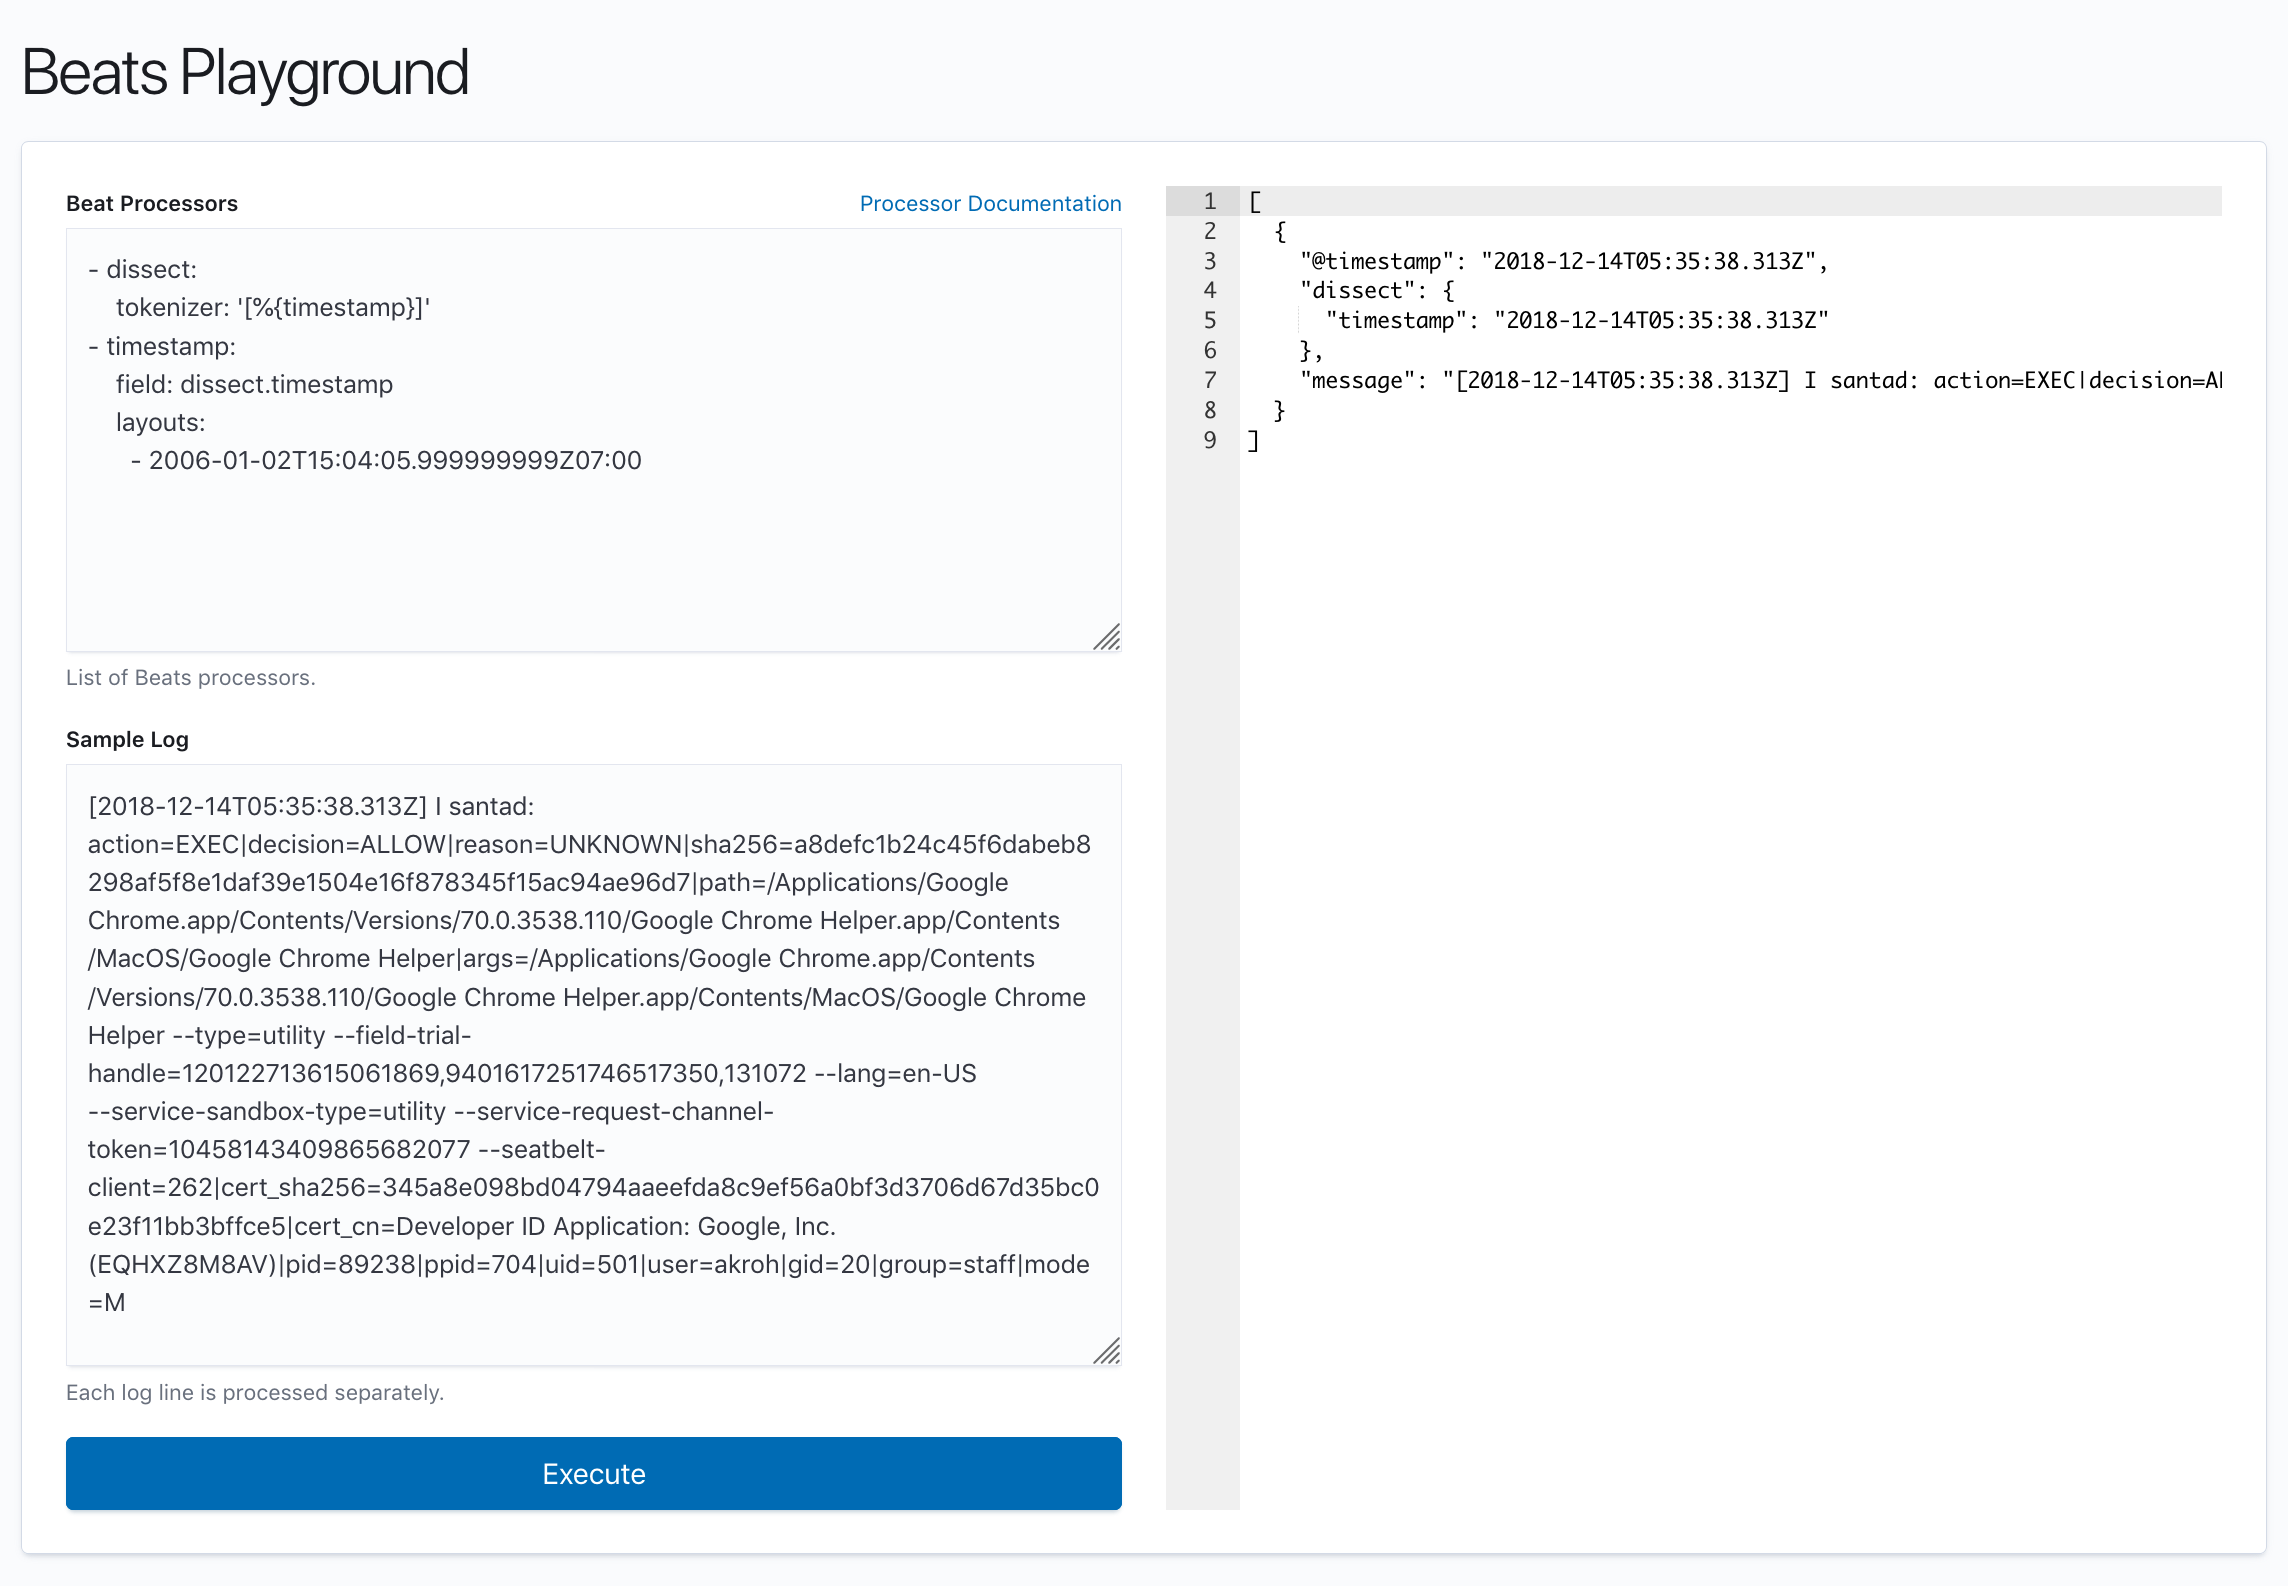 Beats Playground
Beat Processors
Processor Documentation
- dissect:
    tokenizer: '[%{timestamp}]'
- timestamp:
    field: dissect.timestamp
    layouts:
      - 2006-01-02T15:04:05.999999999Z07:00
List of Beats processors.
Sample Log
[2018-12-14T05:35:38.313Z] I santad:
action=EXEC|decision=ALLOW|reason=UNKNOWN|sha256=a8defc1b24c45f6dabeb8
298af5f8e1daf39e1504e16f878345f15ac94ae96d7|path=/Applications/Google
Chrome.app/Contents/Versions/70.0.3538.110/Google Chrome Helper.app/Contents
/MacOS/Google Chrome Helper|args=/Applications/Google Chrome.app/Contents
/Versions/70.0.3538.110/Google Chrome Helper.app/Contents/MacOS/Google Chrome
Helper --type=utility --field-trial-
handle=120122713615061869,9401617251746517350,131072 --lang=en-US
--service-sandbox-type=utility --service-request-channel-
token=10458143409865682077 --seatbelt-
client=262|cert_sha256=345a8e098bd04794aaeefda8c9ef56a0bf3d3706d67d35bc0
e23f11bb3bffce5|cert_cn=Developer ID Application: Google, Inc.
(EQHXZ8M8AV)|pid=89238|ppid=704|uid=501|user=akroh|gid=20|group=staff|mode
=M
Each log line is processed separately.
Execute
1 [
2   {
3     "@timestamp": "2018-12-14T05:35:38.313Z",
4     "dissect": {
5       "timestamp": "2018-12-14T05:35:38.313Z"
6     },
7     "message": "[2018-12-14T05:35:38.313Z] I santad: action=EXEC|decision=A
8   }
9 ]